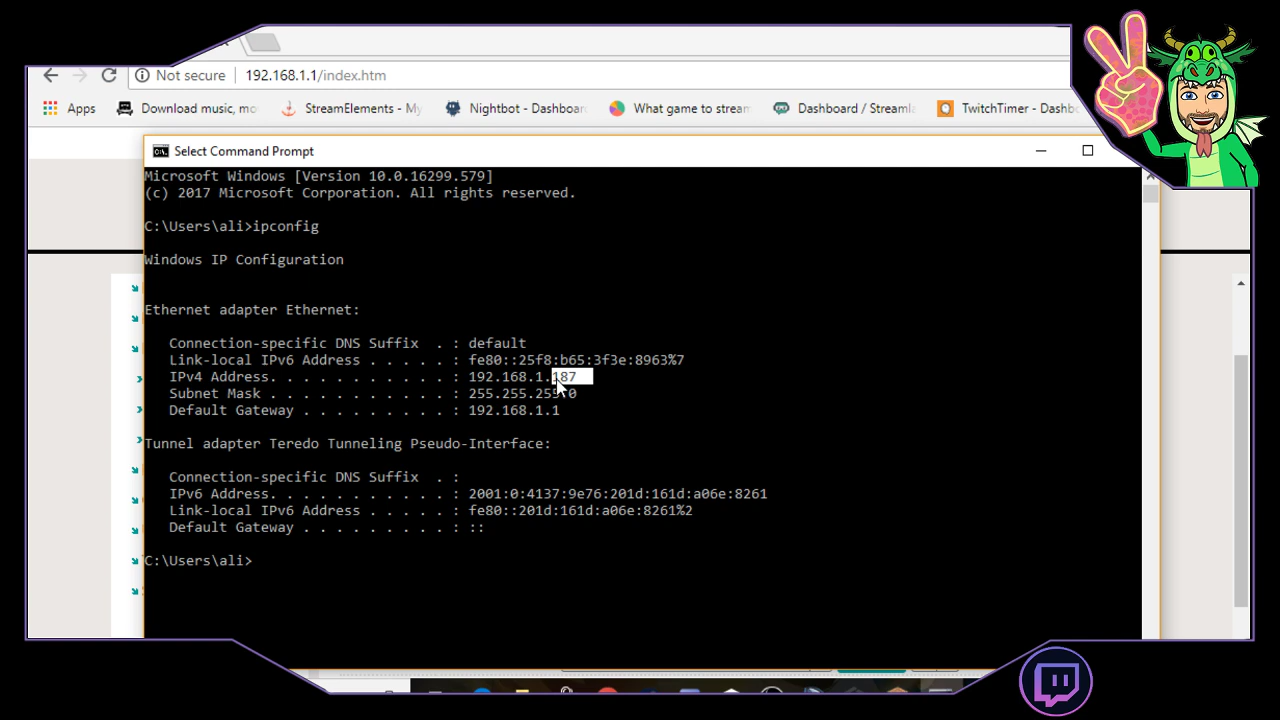 Not secure 192.168.1.1/index.htm
Apps Download music, mo StreamElements - My Nightbot - Dashboar What game to stream Dashboard / Streamla TwitchTimer - Dashb
Select Command Prompt
Microsoft Windows [Version 10.0.16299.579]
(c) 2017 Microsoft Corporation. All rights reserved.
C:\Users\ali>ipconfig
Windows IP Configuration
Ethernet adapter Ethernet:
Connection-specific DNS Suffix . : default
Link-local IPv6 Address . . . . . : fe80::25f8:b65:3f3e:8963%7
IPv4 Address. . . . . . . . . . . : 192.168.1.187
Subnet Mask . . . . . . . . . . . : 255.255.255.0
Default Gateway . . . . . . . . . : 192.168.1.1
Tunnel adapter Teredo Tunneling Pseudo-Interface:
Connection-specific DNS Suffix . :
IPv6 Address. . . . . . . . . . . : 2001:0:4137:9e76:201d:161d:a06e:8261
Link-local IPv6 Address . . . . . : fe80::201d:161d:a06e:8261%2
Default Gateway . . . . . . . . . : ::
C:\Users\ali>